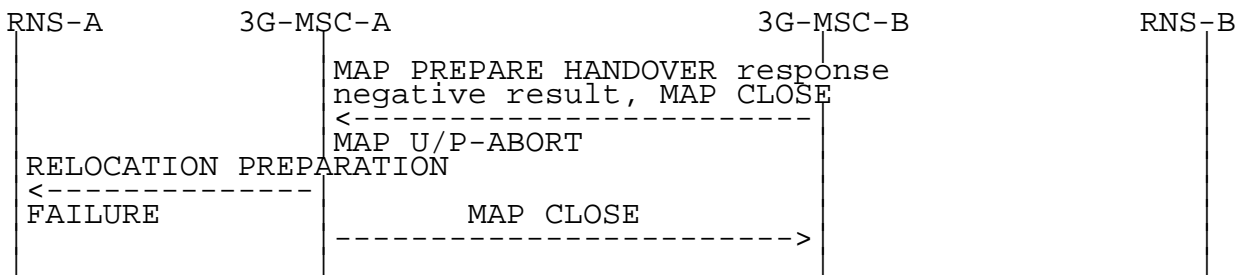 RNS-A 3G-MSC-A 3G-MSC-B RNS-B
MAP PREPARE HANDOVER response
negative result, MAP CLOSE
MAP U/P-ABORT
RELOCATION PREPARATION
FAILURE MAP CLOSE